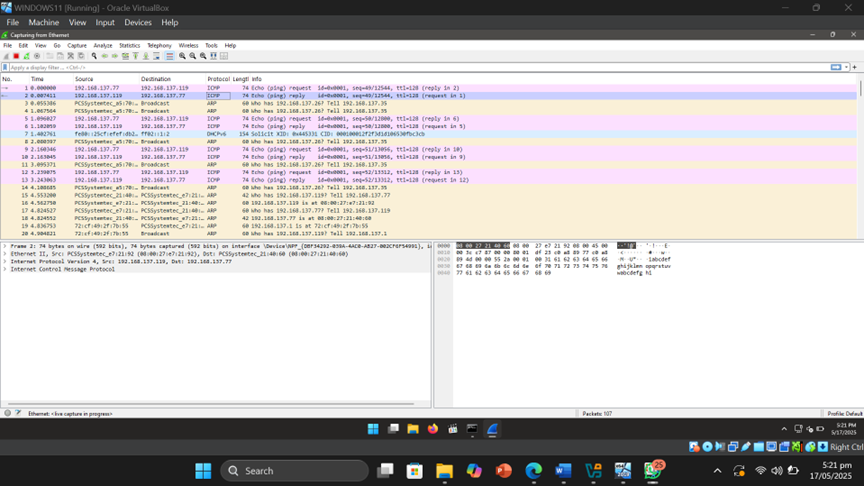 WINDOWS11 [Running] - Oracle VirtualBox
File Machine View Input Devices Help
Capturing from Ethernet
File Edit View Go Capture Analyze Statistics Telephony Wireless Tools Help
Apply a display filter ... <Ctrl-/>
No. Time Source Destination Protocol Length Info
1 0.000000 192.168.137.77 192.168.137.119 ICMP 74 Echo (ping) request id=0x0001, seq=49/12544, ttl=128 (reply in 2)
2 0.007411 192.168.137.119 192.168.137.77 ICMP 74 Echo (ping) reply id=0x0001, seq=49/12544, ttl=128 (request in 1)
3 0.055386 PCSSystemtec_a5:70:… Broadcast ARP 60 Who has 192.168.137.26? Tell 192.168.137.35
4 1.067564 PCSSystemtec_a5:70:… Broadcast ARP 60 Who has 192.168.137.26? Tell 192.168.137.35
5 1.096027 192.168.137.77 192.168.137.119 ICMP 74 Echo (ping) request id=0x0001, seq=50/12800, ttl=128 (reply in 6)
6 1.102059 192.168.137.119 192.168.137.77 ICMP 74 Echo (ping) reply id=0x0001, seq=50/12800, ttl=128 (request in 5)
7 1.402761 ff02::1:2 DHCPv6 154 Solicit XID:
8 2.080397 PCSSystemtec_a5:70:… Broadcast ARP 60 Who has 192.168.137.26? Tell 192.168.137.35
9 2.160346 192.168.137.77 192.168.137.119 ICMP 74 Echo (ping) request id=0x0001, seq=51/13056, ttl=128 (reply in 10)
10 2.163045 192.168.137.119 192.168.137.77 ICMP 74 Echo (ping) reply id=0x0001, seq=51/13056, ttl=128 (request in 9)
11 3.095371 PCSSystemtec_a5:70:… Broadcast ARP 60 Who has 192.168.137.26? Tell 192.168.137.35
12 3.239075 192.168.137.77 192.168.137.119 ICMP 74 Echo (ping) request id=0x0001, seq=52/13312, ttl=128 (reply in 13)
13 3.243063 192.168.137.119 192.168.137.77 ICMP 74 Echo (ping) reply id=0x0001, seq=52/13312, ttl=128 (request in 12)
14 4.108685 PCSSystemtec_a5:70:… Broadcast ARP 60 Who has 192.168.137.26? Tell 192.168.137.35
15 4.553200 PCSSystemtec_21:40:… PCSSystemtec_e7:21:… ARP 42 Who has 192.168.137.119? Tell 192.168.137.77
16 4.562750 PCSSystemtec_e7:21:… PCSSystemtec_21:40:… ARP 60 192.168.137.119 is at 08:00:27:e7:21:92
17 4.824527 PCSSystemtec_e7:21:… PCSSystemtec_21:40:… ARP 60 Who has 192.168.137.77? Tell 192.168.137.119
18 4.824552 PCSSystemtec_21:40:… PCSSystemtec_e7:21:… ARP 42 192.168.137.77 is at 08:00:27:21:40:60
19 4.836753 72:cf:49:2f:7b:55 PCSSystemtec_e7:21:… ARP 60 192.168.137.1 is at 72:cf:49:2f:7b:55
20 4.994821 PCSSystemtec_e7:21:… ARP 60 Who has 192.168.137.119? Tell 192.168.137.1
Frame 2: 74 bytes on wire (592 bits), 74 bytes captured (592 bits) on interface
Ethernet II, Src: PCSSystemtec_e7:21:92 (08:00:27:e7:21:92), Dst: PCSSystemtec_21:40:60 (08:00:27:21:40:60)
Internet Protocol Version 4, Src: 192.168.137.119, Dst: 192.168.137.77
Internet Control Message Protocol
0000 08 00 27 21 40 60 08 00 27 e7 21 92 08 00 45 00
0010 00 3c c7 87 00 00 80 01 df 23 c0 a8 89 77 c0 a8
0020 89 4d 00 00 55 2a 00 01 00 31 61 62 63 64 65 66
0030 67 68 69 6a 6b 6c 6d 6e 6f 70 71 72 73 74 75 76 ghijklmn opqrstuv
0040 77 61 62 63 64 65 66 67 68 69 wabcdefg hi
Ethernet: <live capture in progress>
Packets: 107
Profile: Default
5:21 PM
5/17/2025
Right Ctrl
Search
25
5:21 pm
17/05/2025